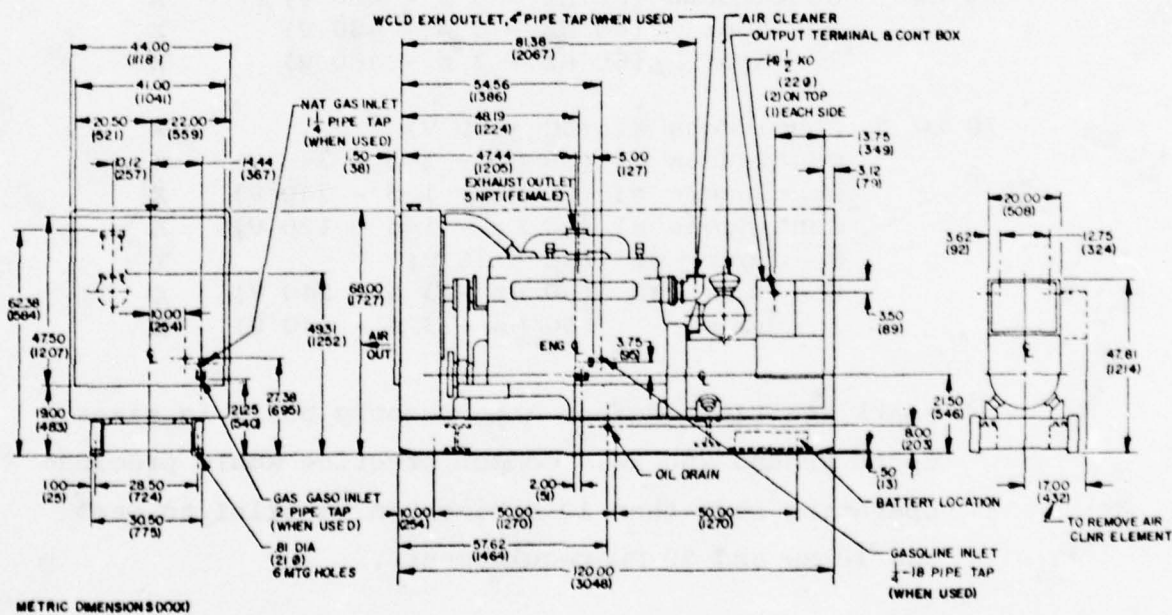 WCLD EXH OUTLET, 4" PIPE TAP (WHEN USED)
AIR CLEANER
OUTPUT TERMINAL & CONT BOX
44.00
(1118)
81.38
(2067)
H9 1/2 KO
(22 Ø)
(2) ON TOP
(1) EACH SIDE
41.00
(1041)
54.56
(1386)
20.50
(521)
22.00
(559)
NAT GAS INLET
1 1/4 PIPE TAP
(WHEN USED)
48.19
(1224)
13.75
(349)
10.12
(257)
14.44
(367)
1.50
(38)
47.44
(1205)
5.00
(127)
3.12
(79)
EXHAUST OUTLET
5 NPT (FEMALE)
20.00
(508)
3.62
(92)
12.75
(324)
62.38
(1584)
47.50
(1207)
68.00
(1727)
10.00
(254)
49.31
(1252)
AIR
OUT
ENG
3.75
(95)
3.50
(89)
47.81
(1214)
27.38
(695)
19.00
(483)
21.25
(540)
21.50
(546)
8.00
(203)
OIL DRAIN
.50
(13)
1.00
(25)
28.50
(724)
GAS GASO INLET
2 PIPE TAP
(WHEN USED)
2.00
(51)
BATTERY LOCATION
17.00
(432)
10.00
(254)
50.00
(1270)
50.00
(1270)
30.50
(775)
57.62
(1464)
TO REMOVE AIR
CLNR ELEMENT
.81 DIA
(21 Ø)
6 MTG HOLES
120.00
(3048)
GASOLINE INLET
1/4-18 PIPE TAP
(WHEN USED)
METRIC DIMENSIONS (XXX)